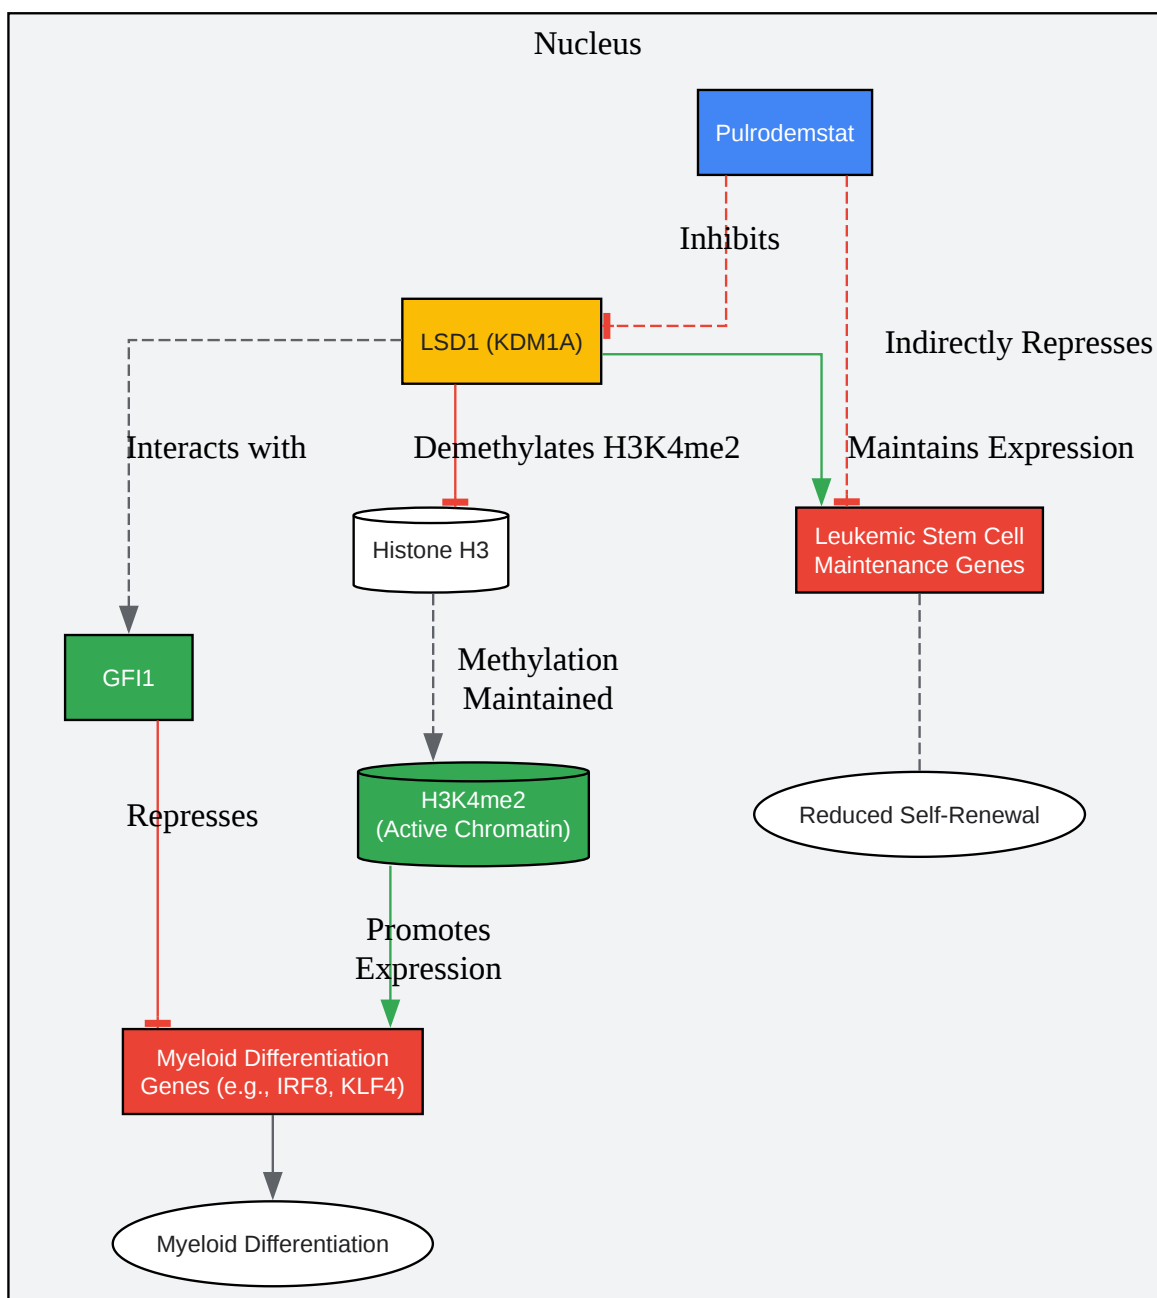 Nucleus
Pulrodemstat
Inhibits
LSD1 (KDM1A)
Indirectly Represses
Interacts with
Demethylates H3K4me2
Maintains Expression
Histone H3
Leukemic Stem Cell
Maintenance Genes
GFI1
Methylation
Maintained
H3K4me2
(Active Chromatin)
Reduced Self-Renewal
Represses
Promotes
Expression
Myeloid Differentiation
Genes (e.g., IRF8, KLF4)
Myeloid Differentiation